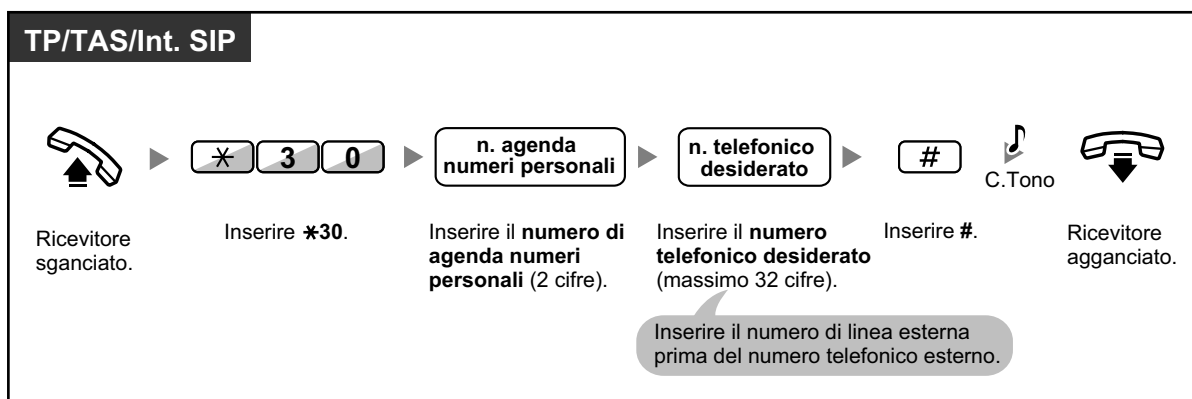 TP/TAS/Int. SIP
✳ 3 0
n. agenda
numeri personali
n. telefonico
desiderato
#
C.Tono
Ricevitore
sganciato.
Inserire ✳30.
Inserire il numero di
agenda numeri
personali (2 cifre).
Inserire il numero
telefonico desiderato
(massimo 32 cifre).
Inserire #.
Ricevitore
agganciato.
Inserire il numero di linea esterna
prima del numero telefonico esterno.